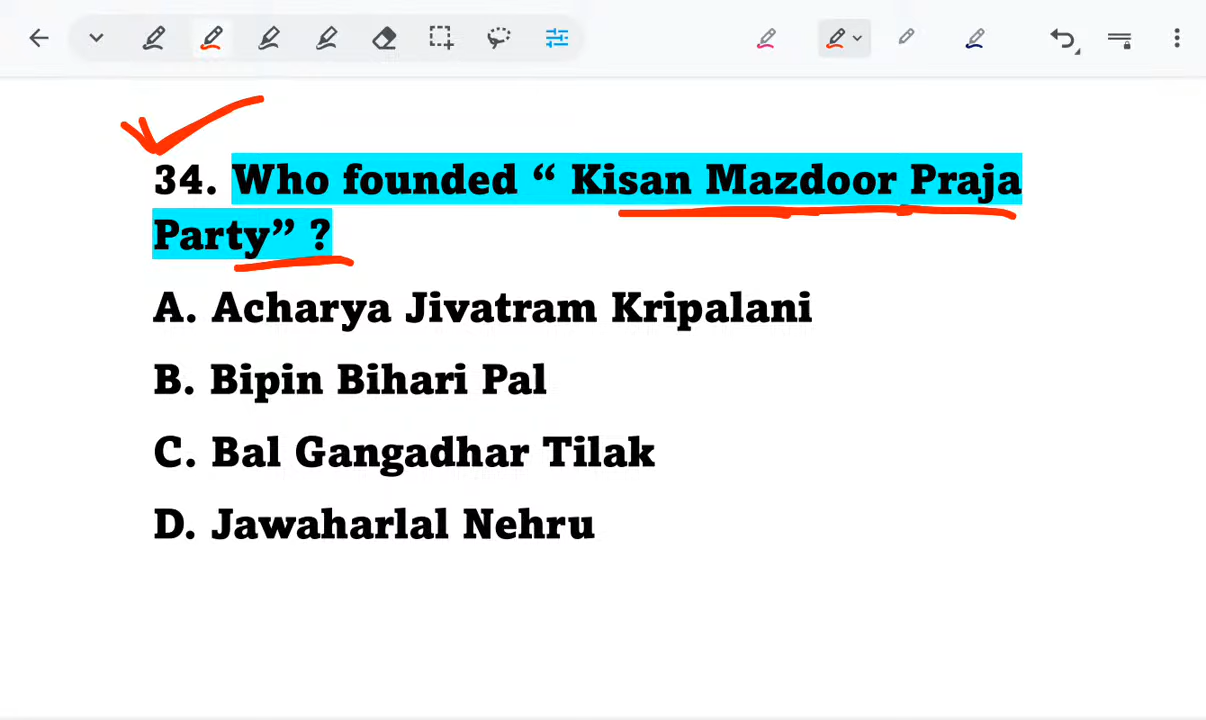 34. Who founded “ Kisan Mazdoor Praja
Party” ?
A. Acharya Jivatram Kripalani
B. Bipin Bihari Pal
C. Bal Gangadhar Tilak
D. Jawaharlal Nehru